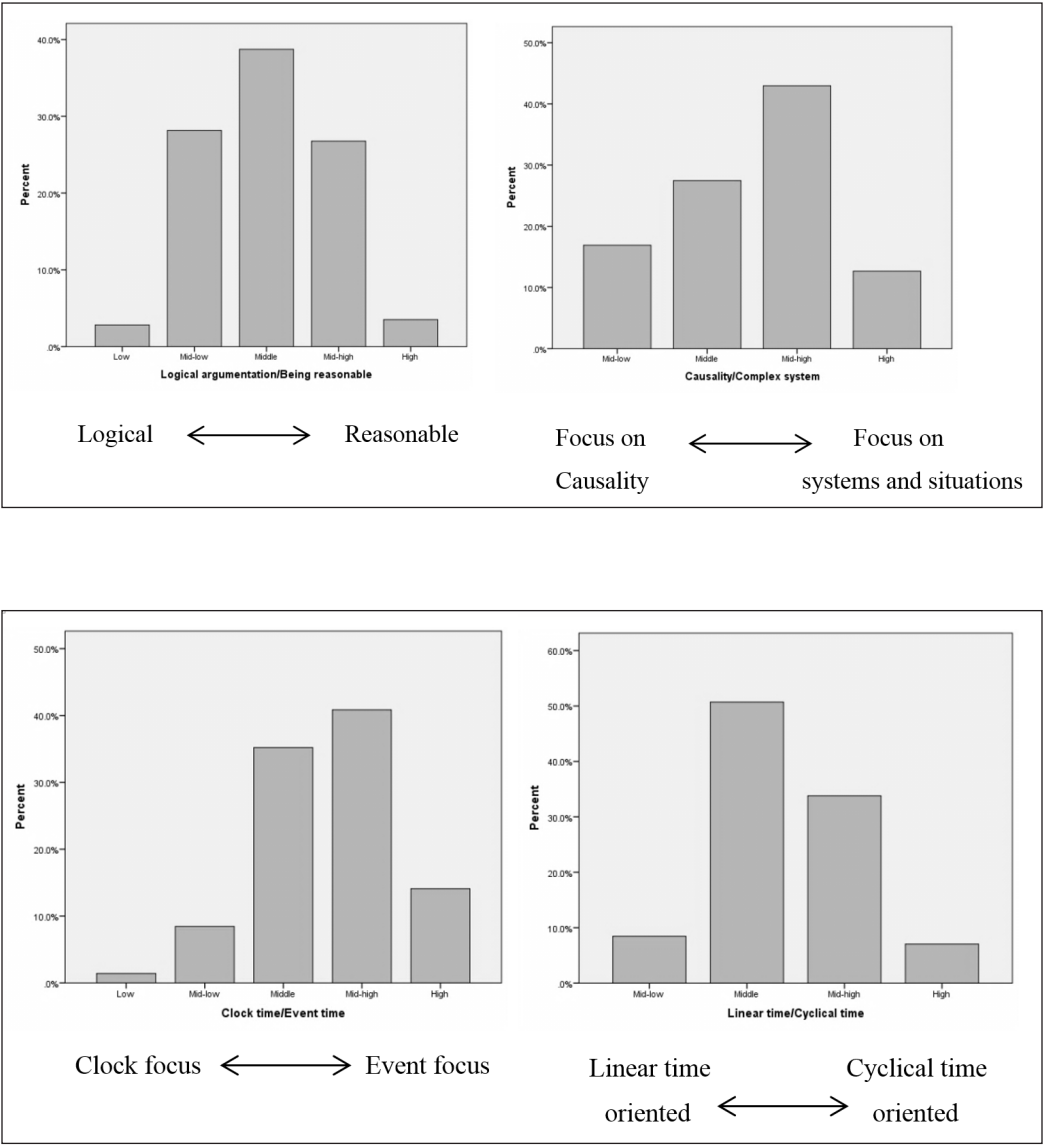 40.0%
30.0%
20.0%
10.0%
.0%
Percent
Low Mid-low Middle Mid-high High
Logical argumentation/Being reasonable
Logical Reasonable
50.0%
40.0%
30.0%
20.0%
10.0%
.0%
Percent
Mid-low Middle Mid-high High
Causality/Complex system
Focus on Focus on
Causality systems and situations
50.0%
40.0%
30.0%
20.0%
10.0%
.0%
Percent
Low Mid-low Middle Mid-high High
Clock time/Event time
Clock focus Event focus
60.0%
50.0%
40.0%
30.0%
20.0%
10.0%
.0%
Percent
Mid-low Middle Mid-high High
Linear time/Cyclical time
Linear time Cyclical time
oriented oriented